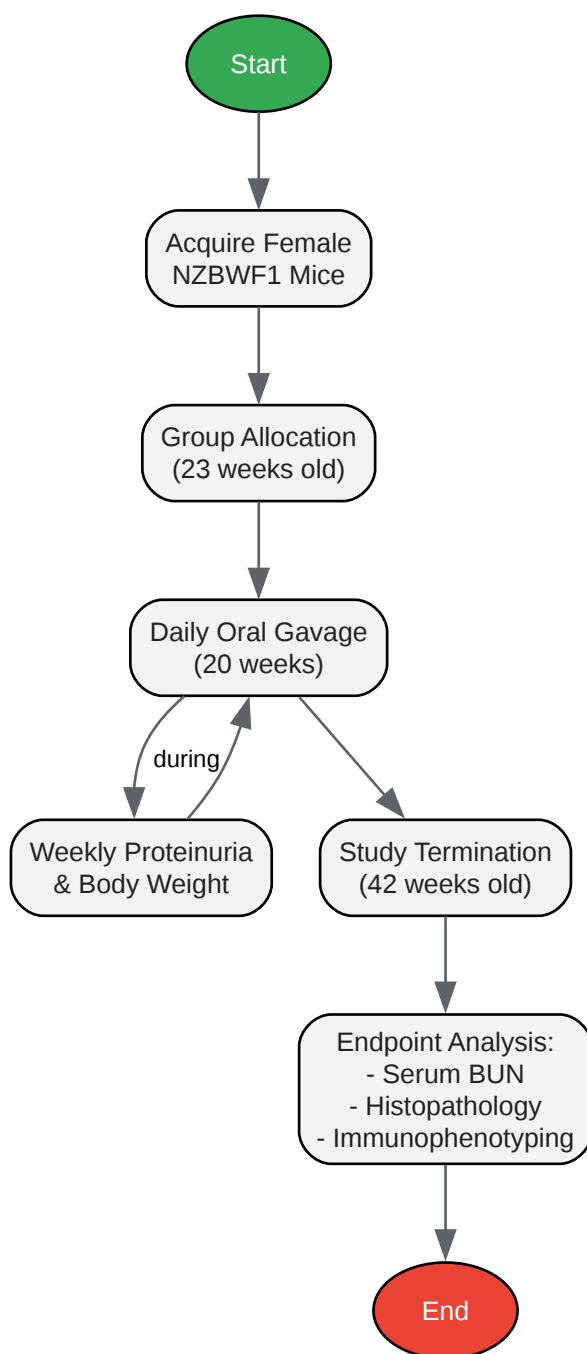 Start
Acquire Female
NZBWF1 Mice
Group Allocation
(23 weeks old)
Daily Oral Gavage
(20 weeks)
during
Weekly Proteinuria
& Body Weight
Study Termination
(42 weeks old)
Endpoint Analysis:
- Serum BUN
- Histopathology
- Immunophenotyping
End